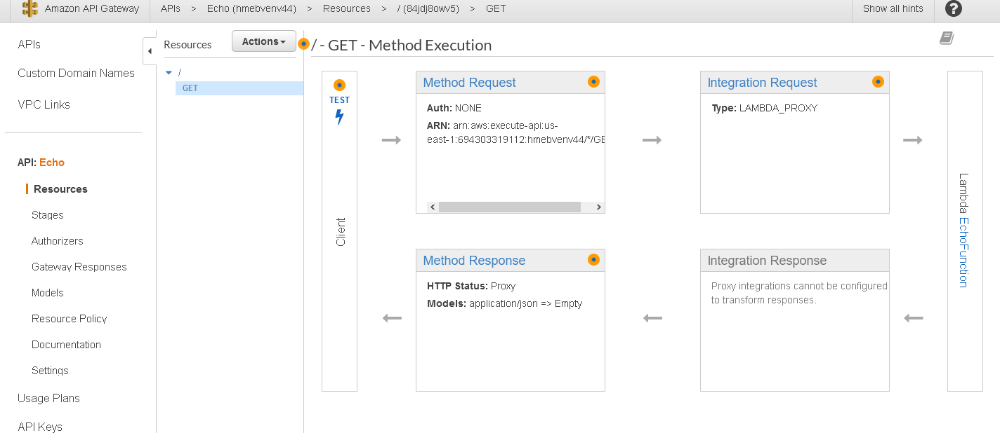 Amazon API Gateway
APIs > Echo (hmebvenv44) > Resources > / (84jdj8owv5) > GET
Show all hints
?
APIs
Custom Domain Names
VPC Links
API: Echo
Resources
Stages
Authorizers
Gateway Responses
Models
Resource Policy
Documentation
Settings
Usage Plans
API Keys
Resources
Actions
/
GET
/ - GET - Method Execution
TEST
Client
Method Request
Auth: NONE
ARN: arn:aws:execute-api:us-
east-1:694303319112:hmebvenv44/*/GE
Integration Request
Type: LAMBDA_PROXY
Method Response
HTTP Status: Proxy
Models: application/json => Empty
Integration Response
Proxy integrations cannot be configured
to transform responses.
Lambda EchoFunction